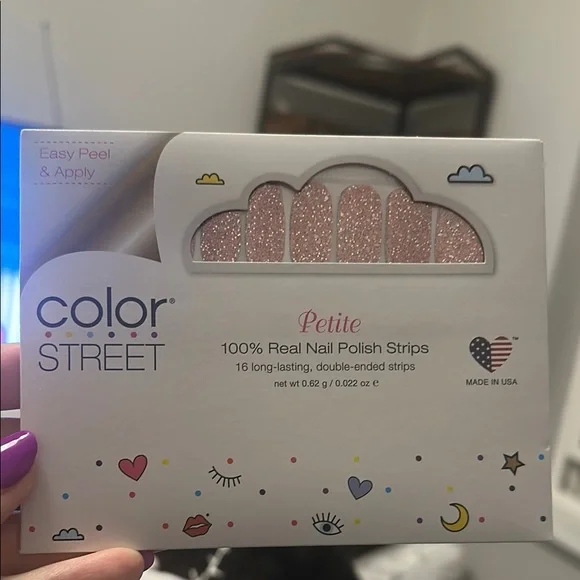 Easy Peel
& Apply
color®
STREET
Petite
100% Real Nail Polish Strips
16 long-lasting, double-ended strips
net wt 0.62 g / 0.022 oz ℮
™
MADE IN USA